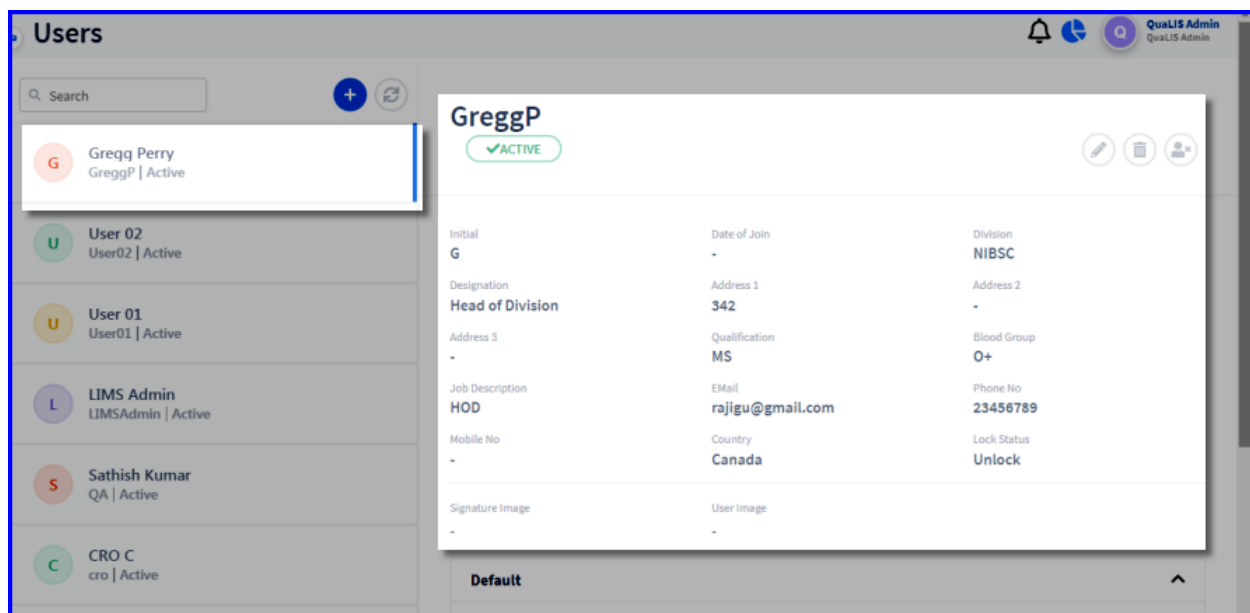 Users
QuaLIS Admin
QuaLIS Admin
Q
Search
G
Gregg Perry
GreggP | Active
U
User 02
User02 | Active
U
User 01
User01 | Active
L
LIMS Admin
LIMSAdmin | Active
S
Sathish Kumar
QA | Active
C
CRO C
cro | Active
GreggP
ACTIVE
Initial Date of Join Division
G - NIBSC
Designation Address 1 Address 2
Head of Division 342 -
Address 3 Qualification Blood Group
- MS O+
Job Description EMail Phone No
HOD rajigu@gmail.com 23456789
Mobile No Country Lock Status
- Canada Unlock
Signature Image User Image
- -
Default